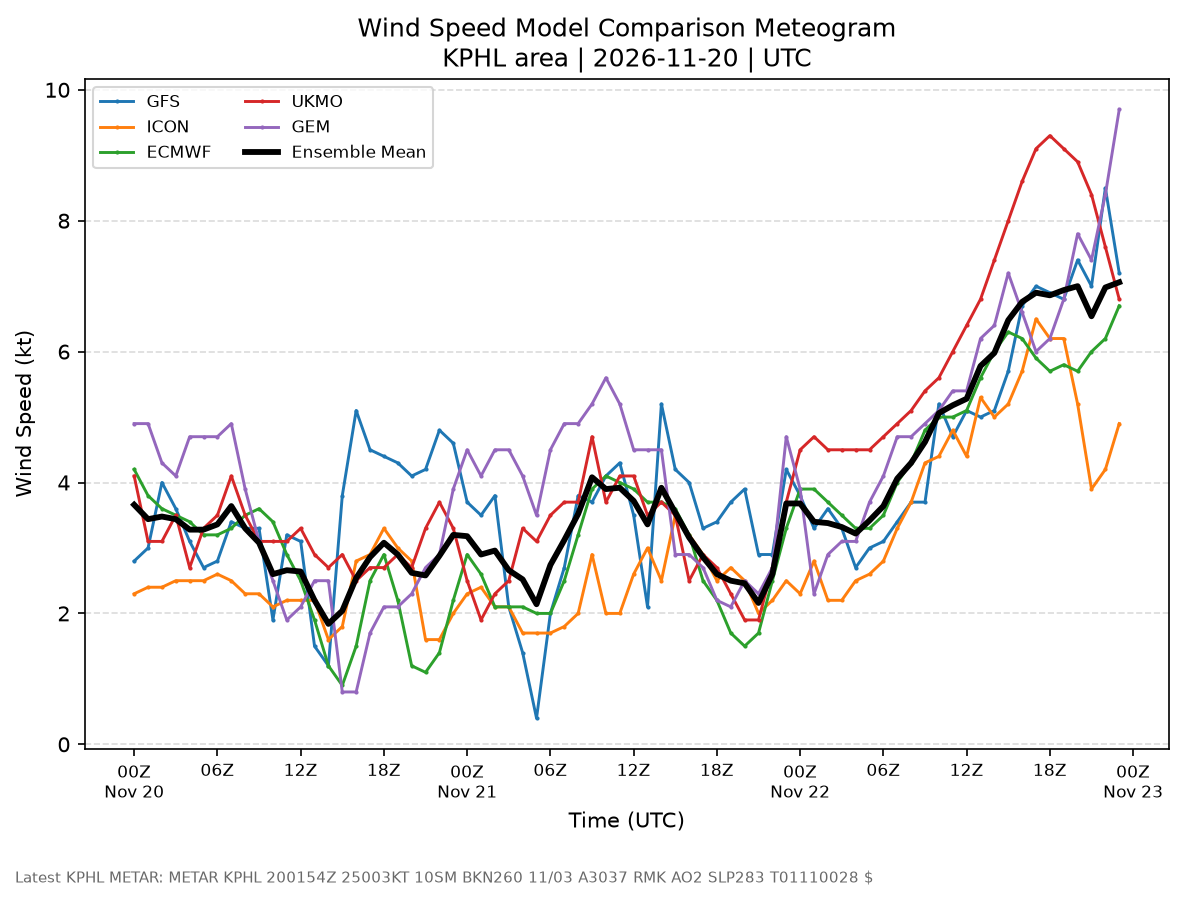 Wind Speed Model Comparison Meteogram
KPHL area | 2026-11-20 | UTC
GFS
ICON
ECMWF
UKMO
GEM
Ensemble Mean
Wind Speed (kt)
10
8
6
4
2
0
00Z 06Z 12Z 18Z 00Z 06Z 12Z 18Z 00Z 06Z 12Z 18Z 00Z
Nov 20 Nov 21 Nov 22 Nov 23
Time (UTC)
Latest KPHL METAR: METAR KPHL 200154Z 25003KT 10SM BKN260 11/03 A3037 RMK AO2 SLP283 T01110028 $